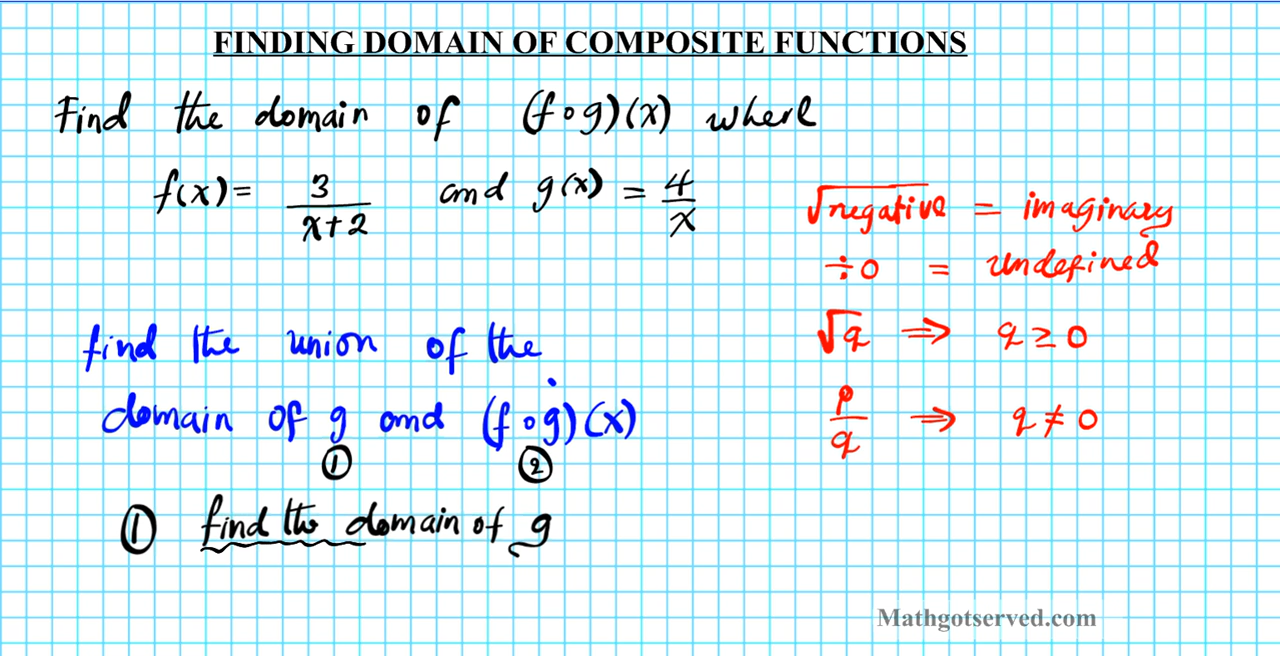 FINDING DOMAIN OF COMPOSITE FUNCTIONS
Find the domain of (f∘g)(x) where
f(x) = 3/(x+2) and g(x) = 4/x
√negative = imaginary
÷0 = undefined
√q ⇒ q ≥ 0
p/q ⇒ q ≠ 0
find the union of the
domain of g and (f∘g)(x)
① ②
① find the domain of g
Mathgotserved.com